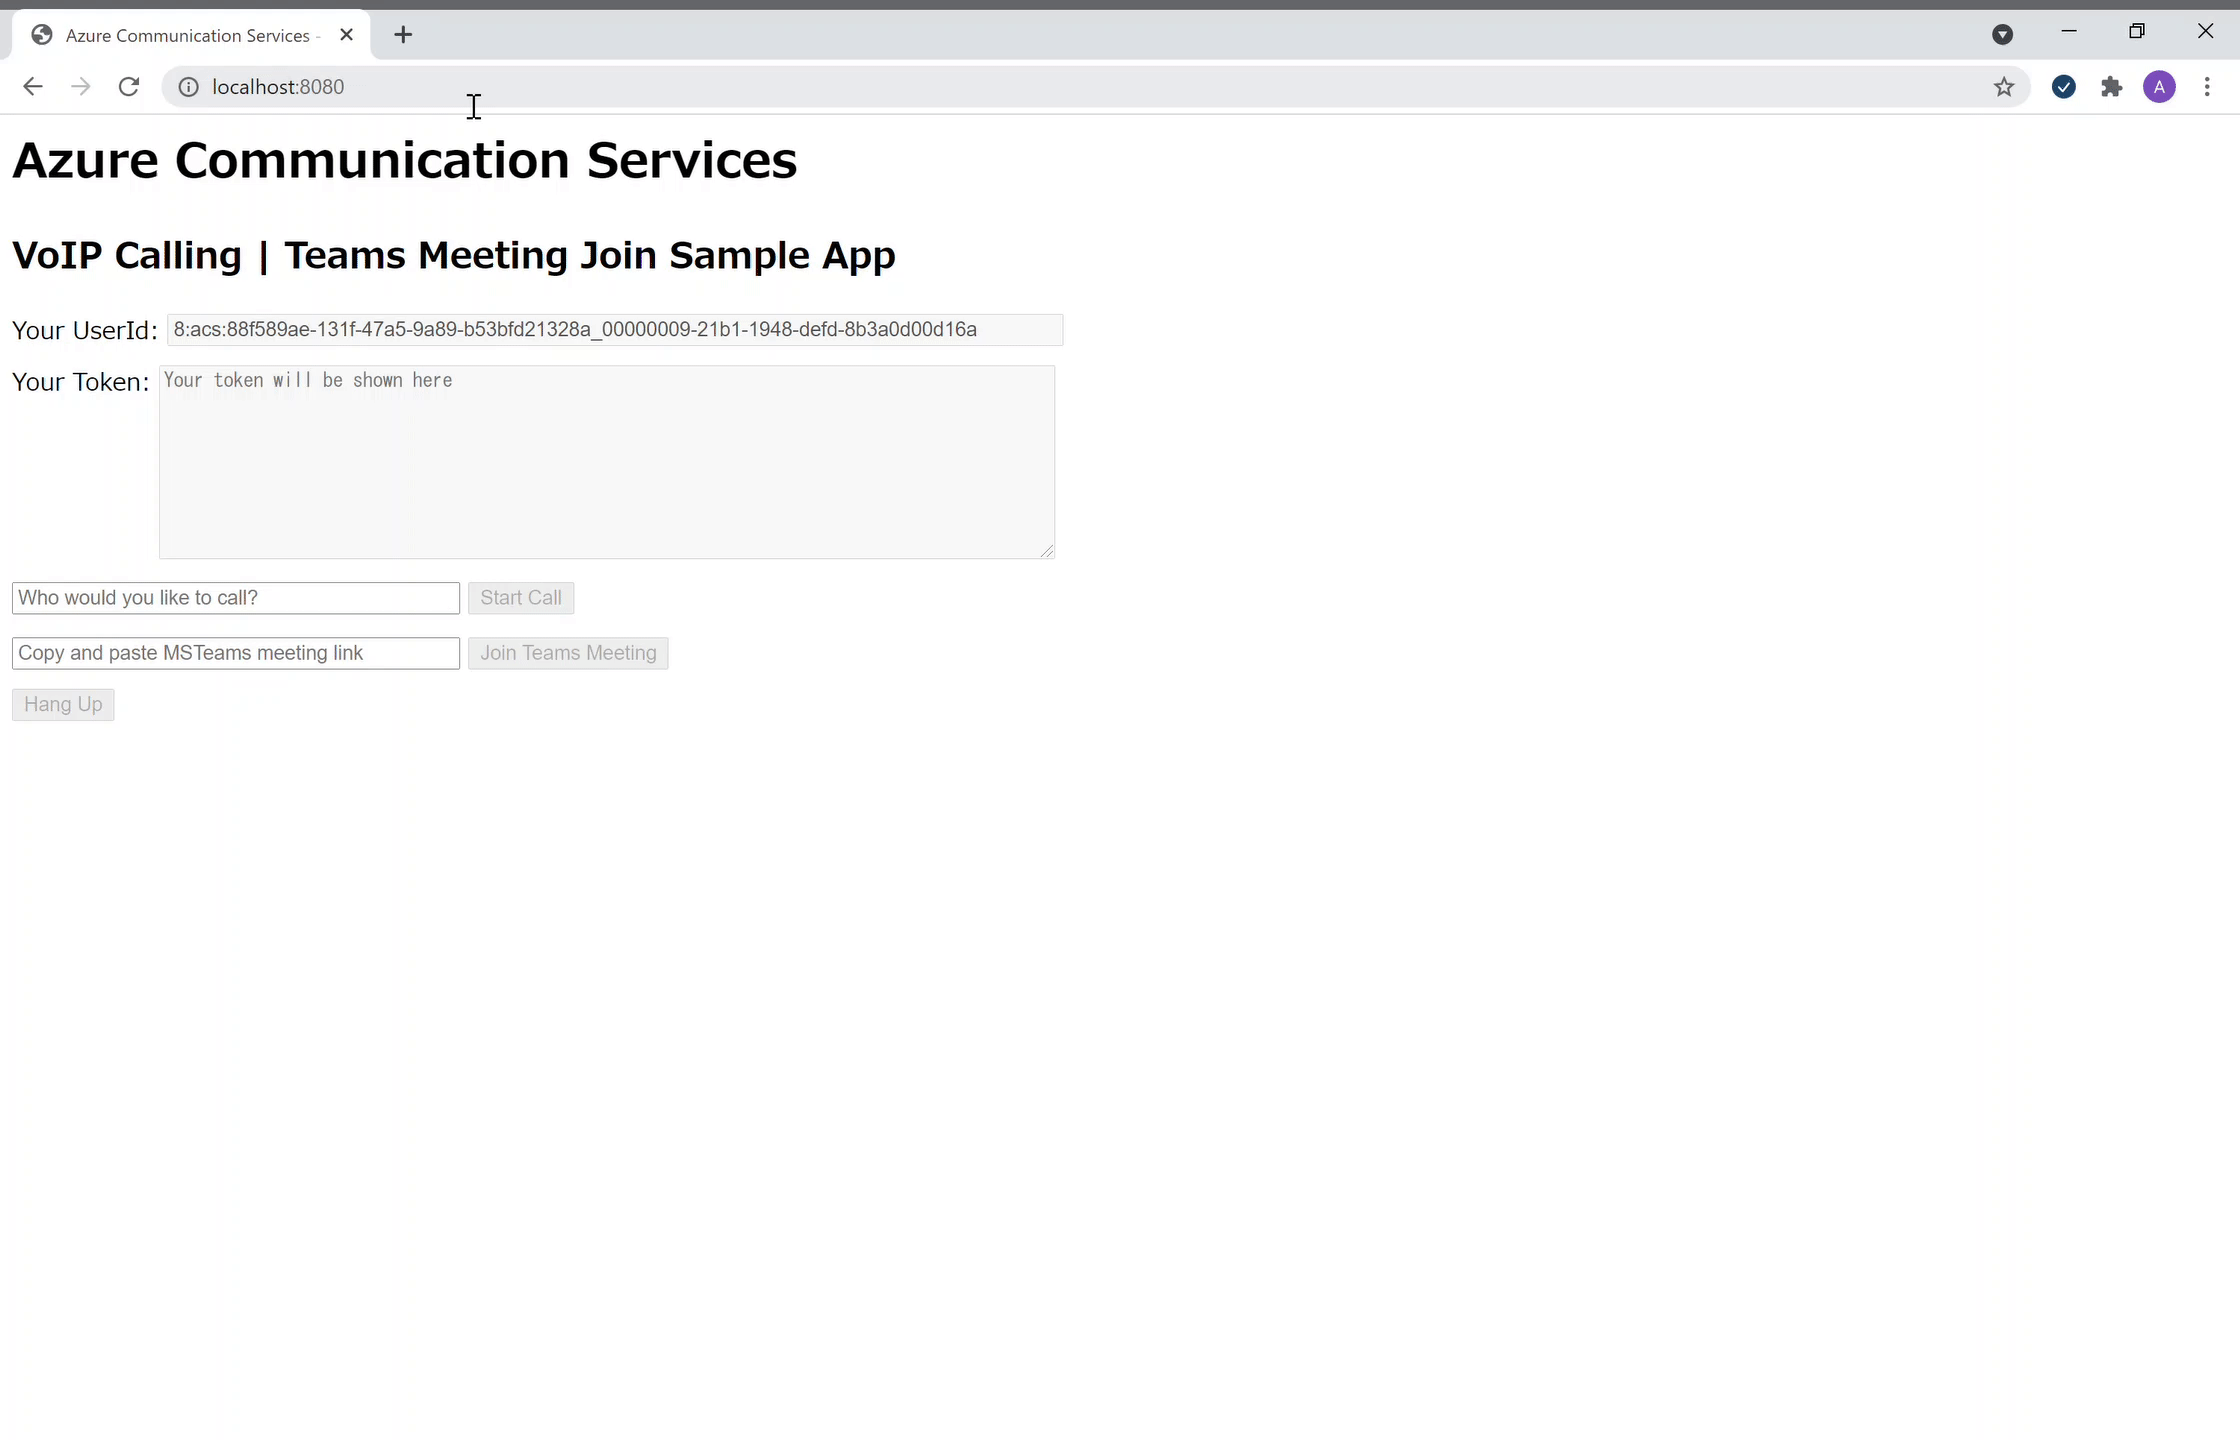 Azure Communication Services -
localhost:8080
A
Azure Communication Services
VoIP Calling | Teams Meeting Join Sample App
Your UserId: 8:acs:88f589ae-131f-47a5-9a89-b53bfd21328a_00000009-21b1-1948-defd-8b3a0d00d16a
Your Token: Your token will be shown here
Who would you like to call? Start Call
Copy and paste MSTeams meeting link Join Teams Meeting
Hang Up